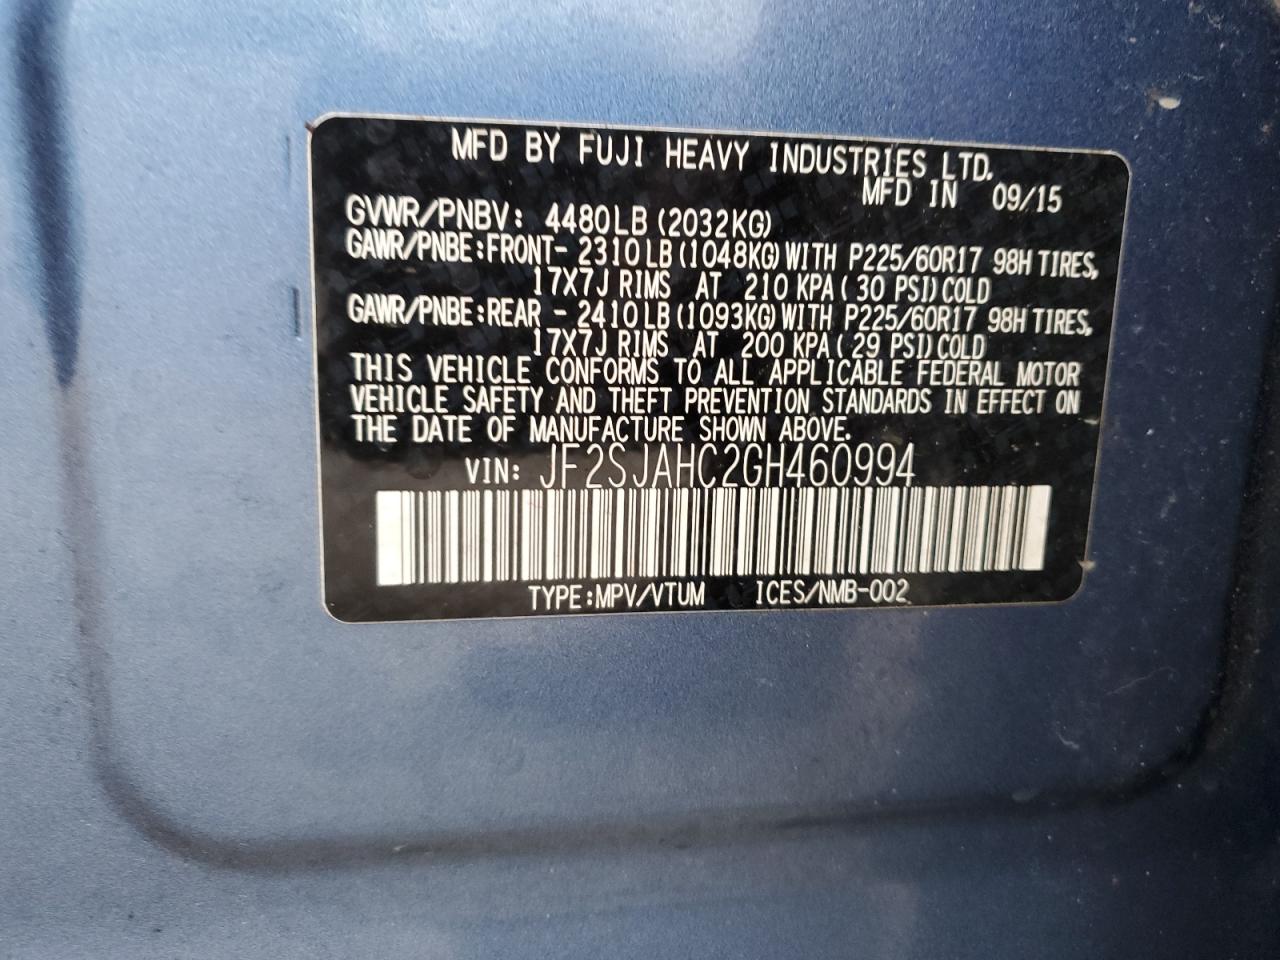 MFD BY FUJI HEAVY INDUSTRIES LTD.
MFD IN 09/15
GVWR/PNBV: 4480LB (2032KG)
GAWR/PNBE:FRONT- 2310LB (1048KG) WITH P225/60R17 98H TIRES,
17X7J RIMS AT 210 KPA ( 30 PSI) COLD
GAWR/PNBE:REAR - 2410LB (1093KG) WITH P225/60R17 98H TIRES,
17X7J RIMS AT 200 KPA ( 29 PSI) COLD
THIS VEHICLE CONFORMS TO ALL APPLICABLE FEDERAL MOTOR
VEHICLE SAFETY AND THEFT PREVENTION STANDARDS IN EFFECT ON
THE DATE OF MANUFACTURE SHOWN ABOVE.
VIN: JF2SJAHC2GH460994
TYPE:MPV/VTUM ICES/NMB-002